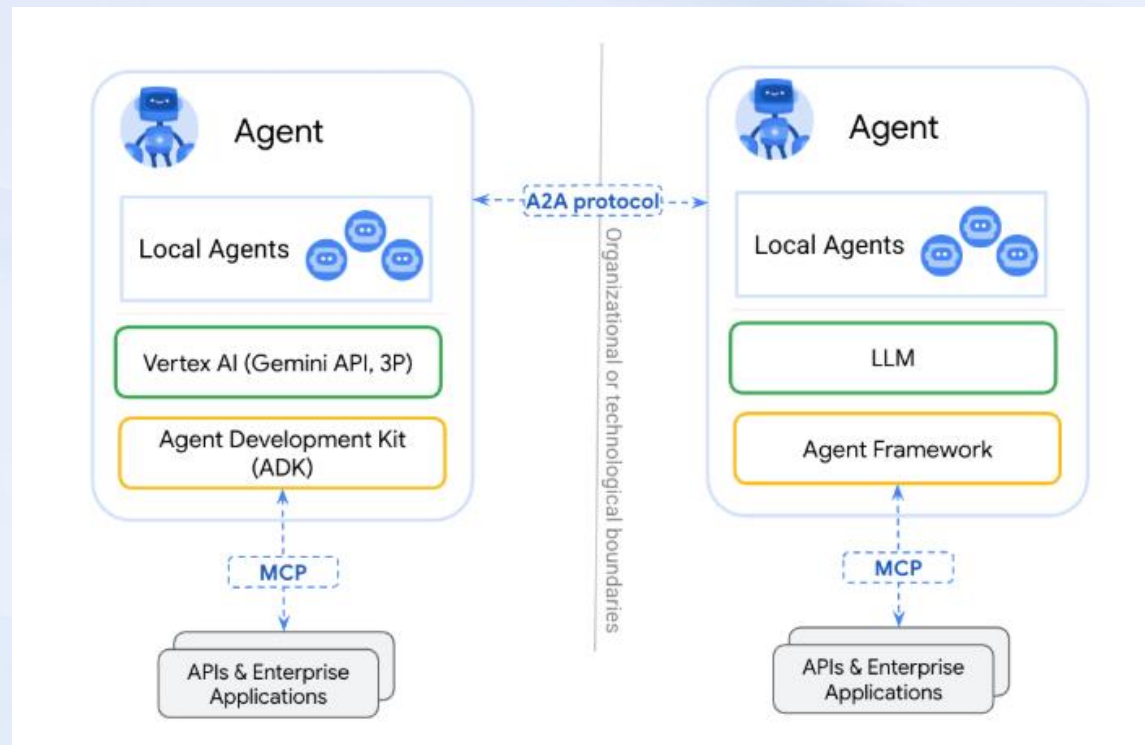 Agent
Local Agents
Vertex AI (Gemini API, 3P)
Agent Development Kit
(ADK)
MCP
APIs & Enterprise
Applications
A2A protocol
Organizational or technological boundaries
Agent
Local Agents
LLM
Agent Framework
MCP
APIs & Enterprise
Applications